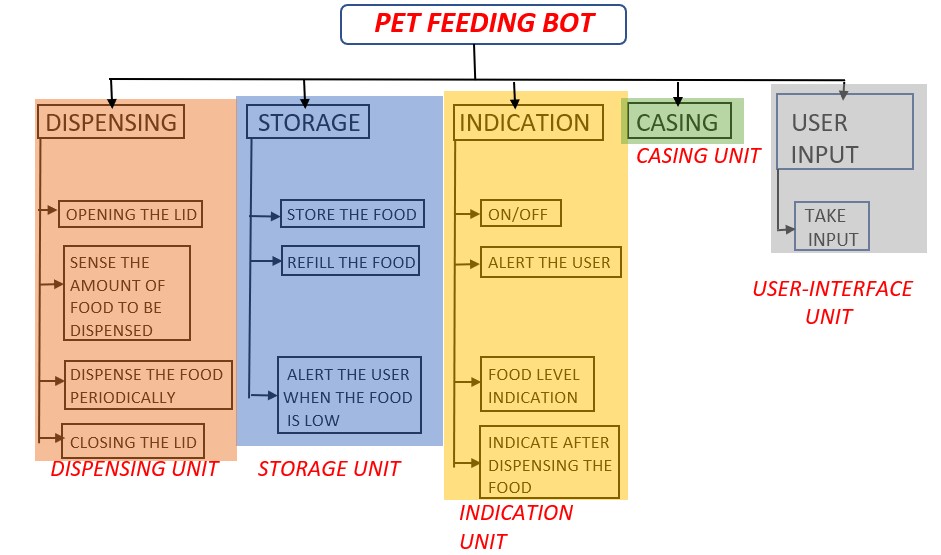 PET FEEDING BOT
DISPENSING
OPENING THE LID
SENSE THE
AMOUNT OF
FOOD TO BE
DISPENSED
DISPENSE THE FOOD
PERIODICALLY
CLOSING THE LID
DISPENSING UNIT
STORAGE
STORE THE FOOD
REFILL THE FOOD
ALERT THE USER
WHEN THE FOOD
IS LOW
STORAGE UNIT
INDICATION
ON/OFF
ALERT THE USER
FOOD LEVEL
INDICATION
INDICATE AFTER
DISPENSING THE
FOOD
INDICATION
UNIT
CASING
CASING UNIT
USER
INPUT
TAKE
INPUT
USER-INTERFACE
UNIT